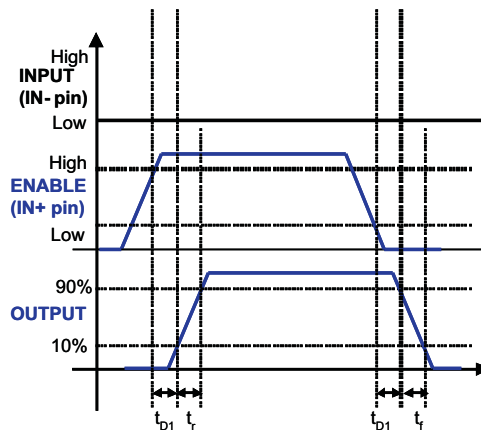 High
INPUT
(IN- pin)
Low
High
ENABLE
(IN+ pin)
Low
90%
OUTPUT
10%
tD1 tr tD1 tf